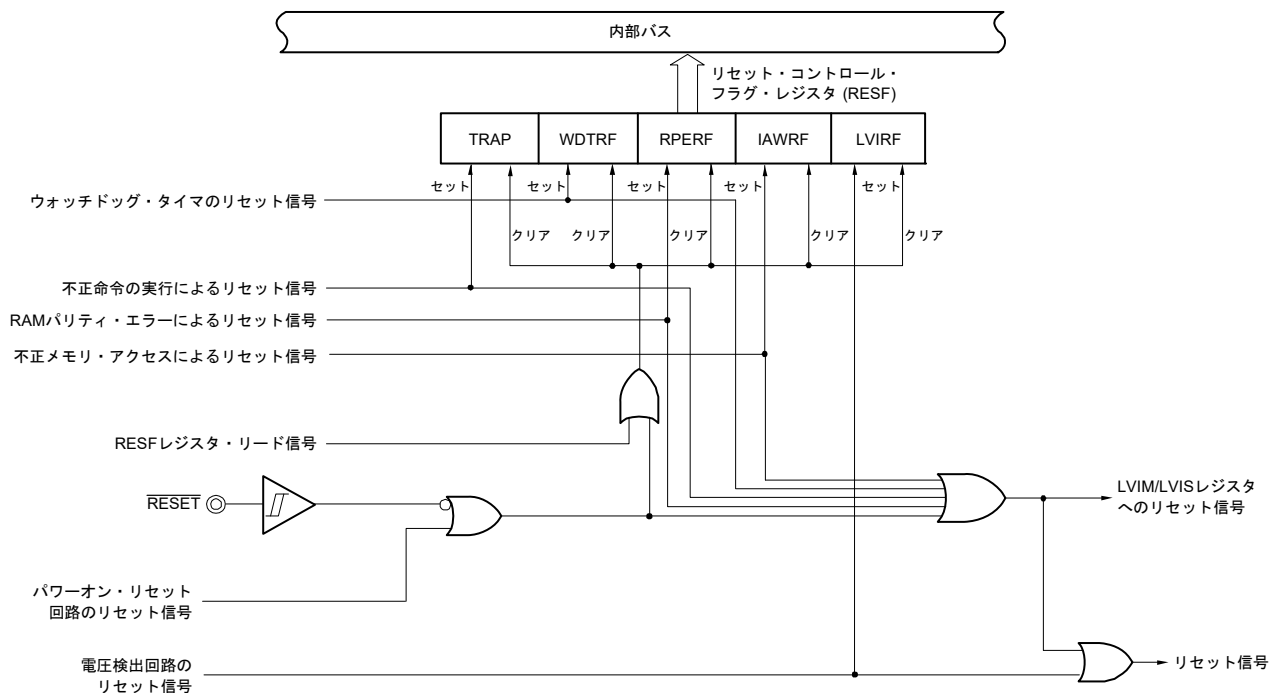 内部バス
リセット・コントロール・
フラグ・レジスタ (RESF)
TRAP
WDTRF
RPERF
IAWRF
LVIRF
セット
セット
セット
セット
セット
ウォッチドッグ・タイマのリセット信号
クリア
クリア
クリア
クリア
クリア
不正命令の実行によるリセット信号
RAMパリティ・エラーによるリセット信号
不正メモリ・アクセスによるリセット信号
RESFレジスタ・リード信号
RESET
LVIM/LVISレジスタ
へのリセット信号
パワーオン・リセット
回路のリセット信号
電圧検出回路の
リセット信号
リセット信号